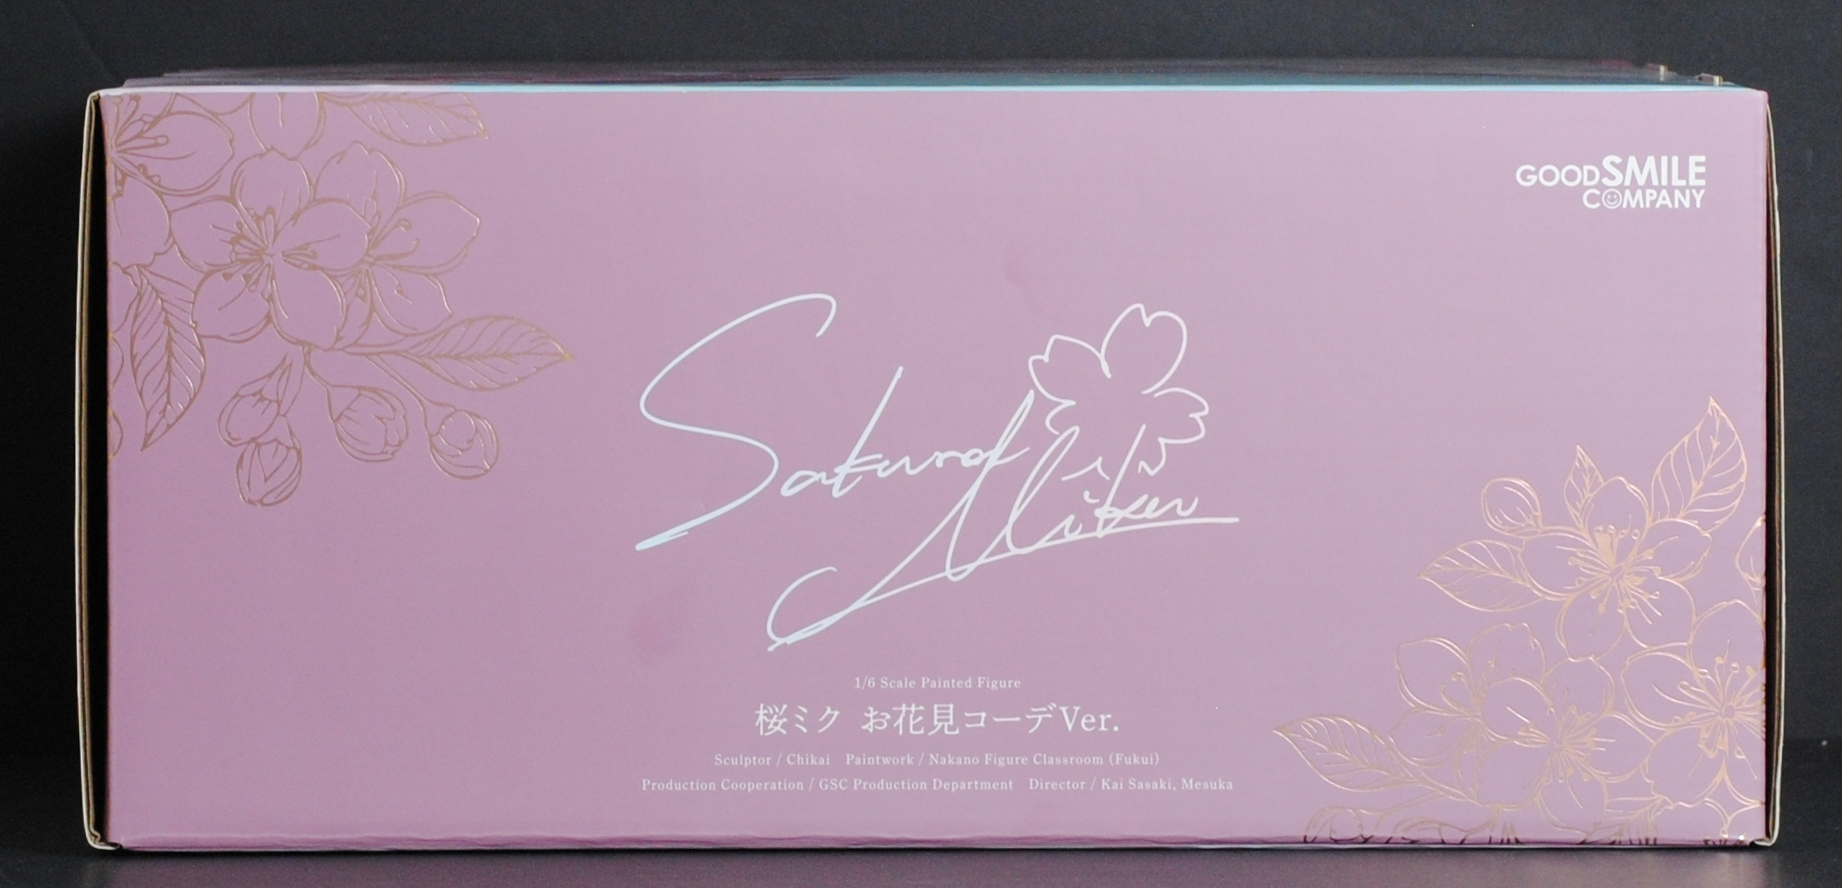 GOOD SMILE
COMPANY
Sakura
Miku
1/6 Scale Painted Figure
桜ミク お花見コーデVer.
Sculptor / Chikai Paintwork / Nakano Figure Classroom (Fukui)
Production Cooperation / GSC Production Department Director / Kai Sasaki, Mesuka